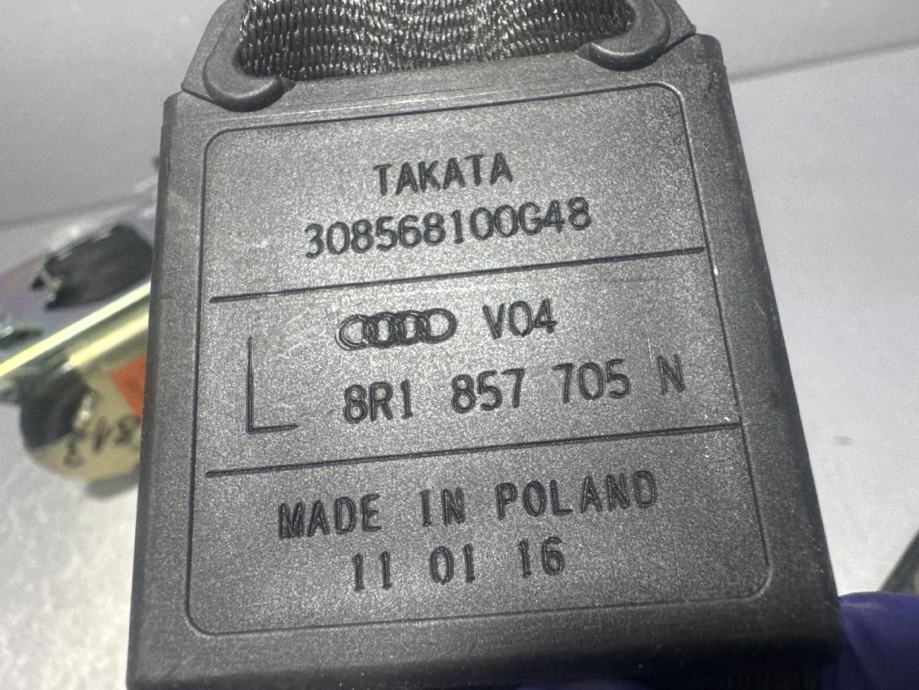 TAKATA
308568100G48
V04
L 8R1 857 705 N
MADE IN POLAND
11 01 16